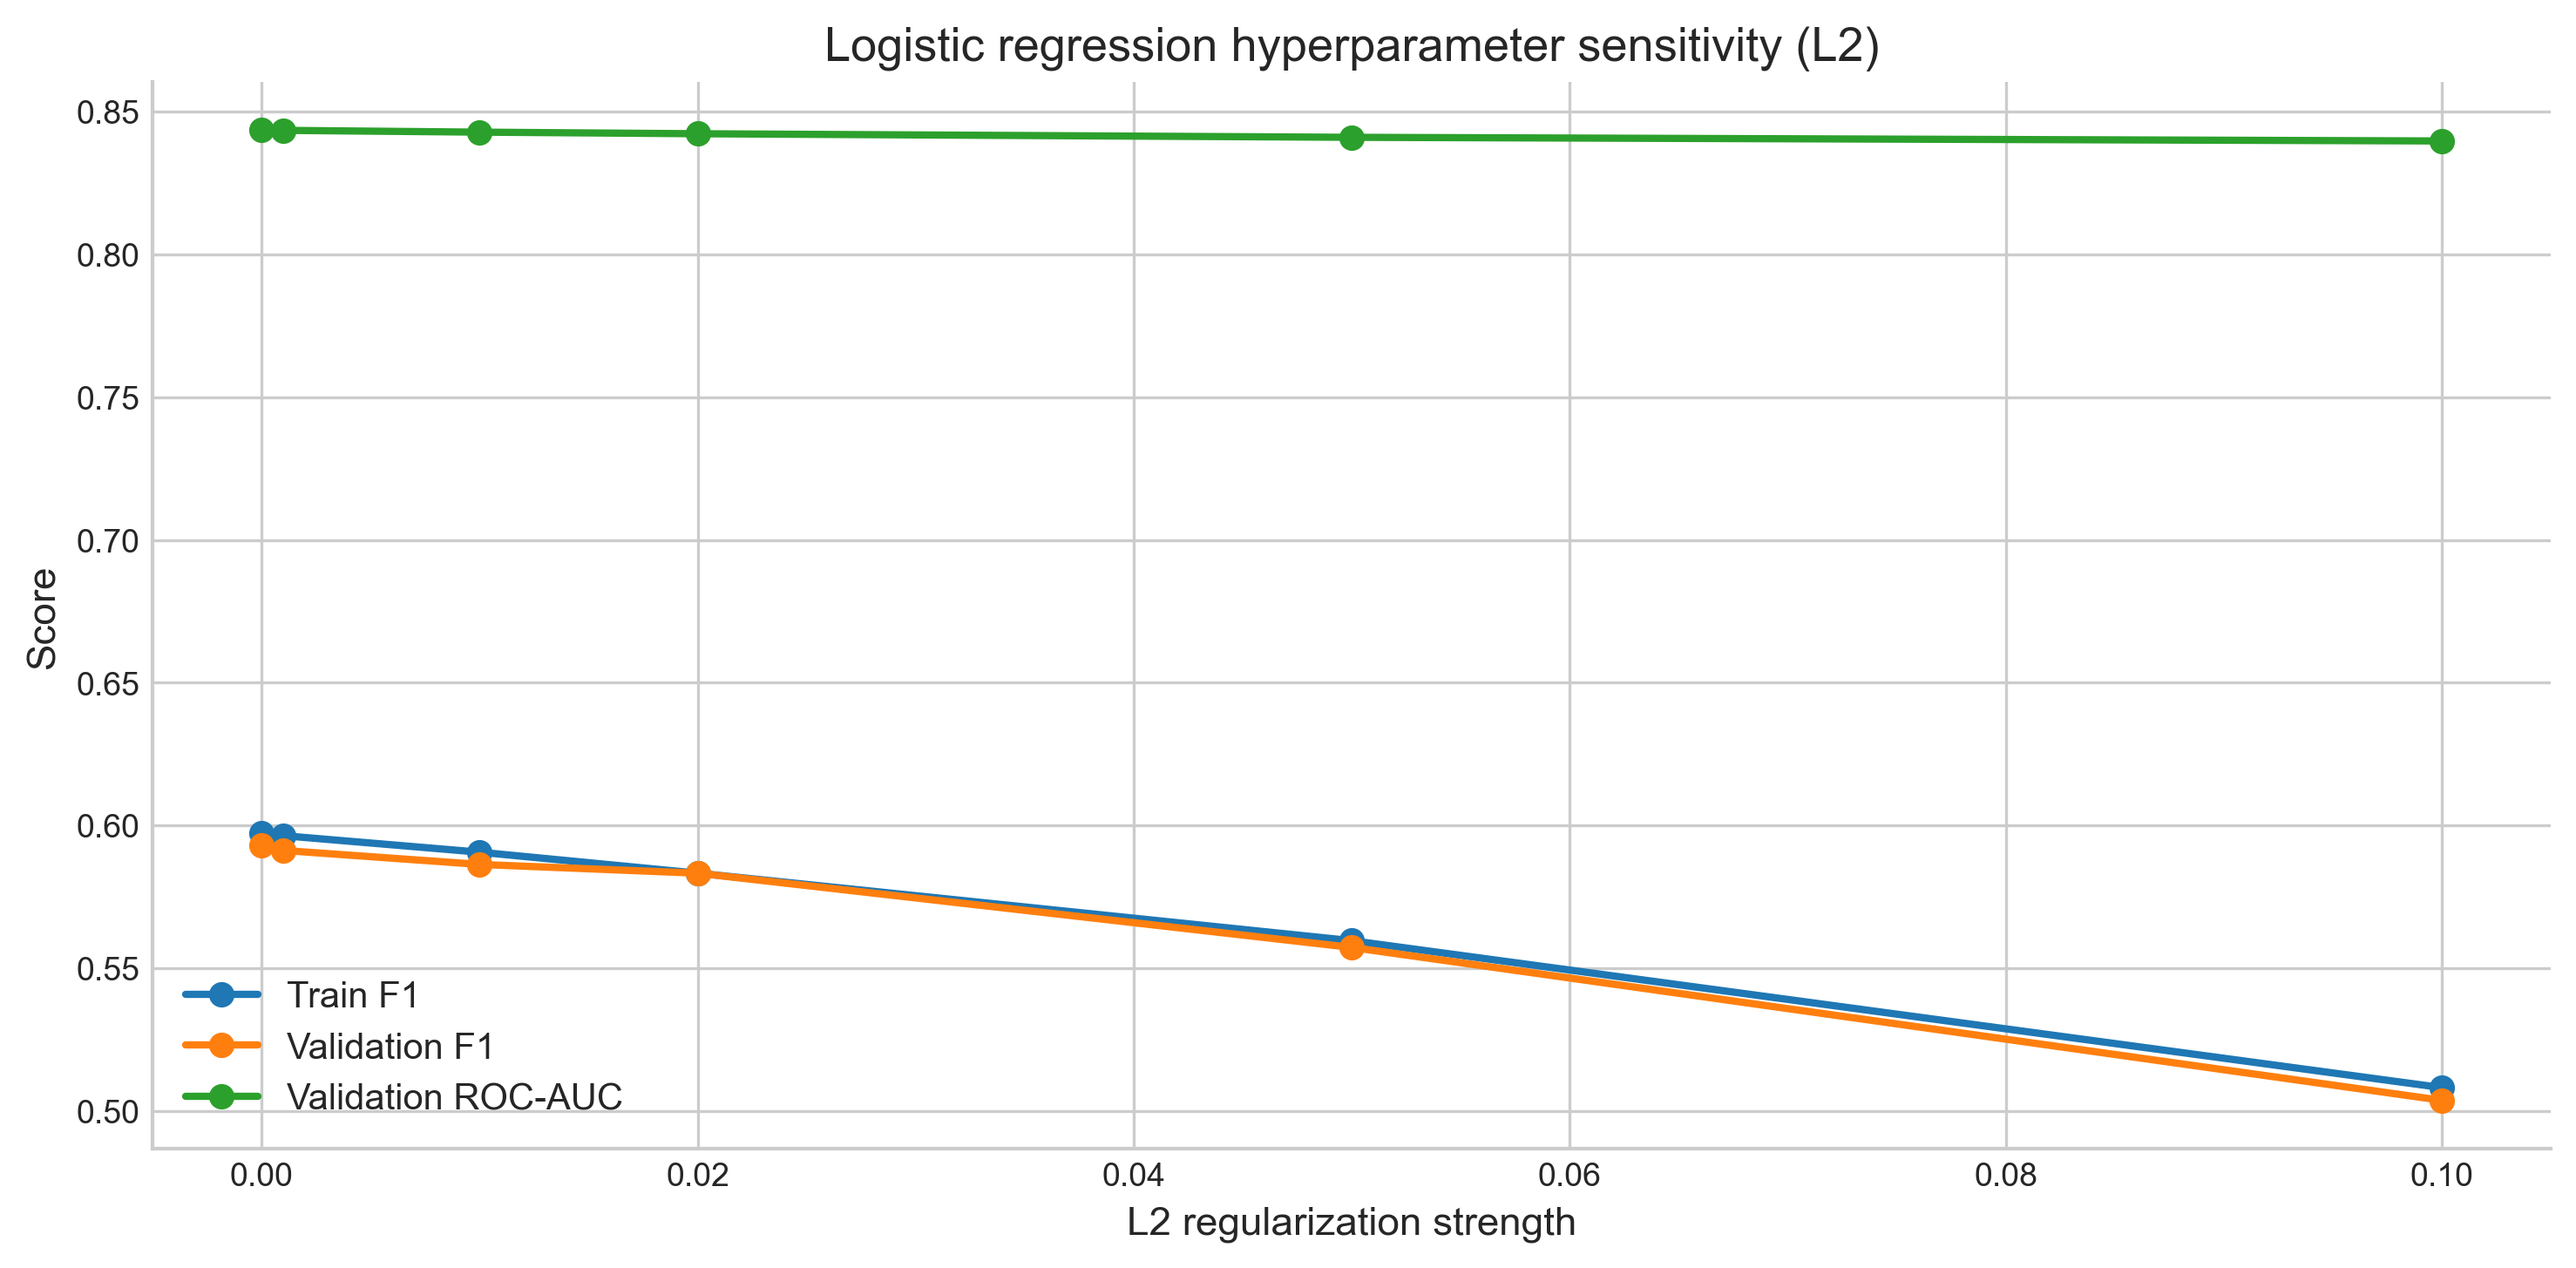 Logistic regression hyperparameter sensitivity (L2)
0.85
0.80
0.75
0.70
0.65
0.60
0.55
0.50
Score
Train F1
Validation F1
Validation ROC-AUC
0.00 0.02 0.04 0.06 0.08 0.10
L2 regularization strength